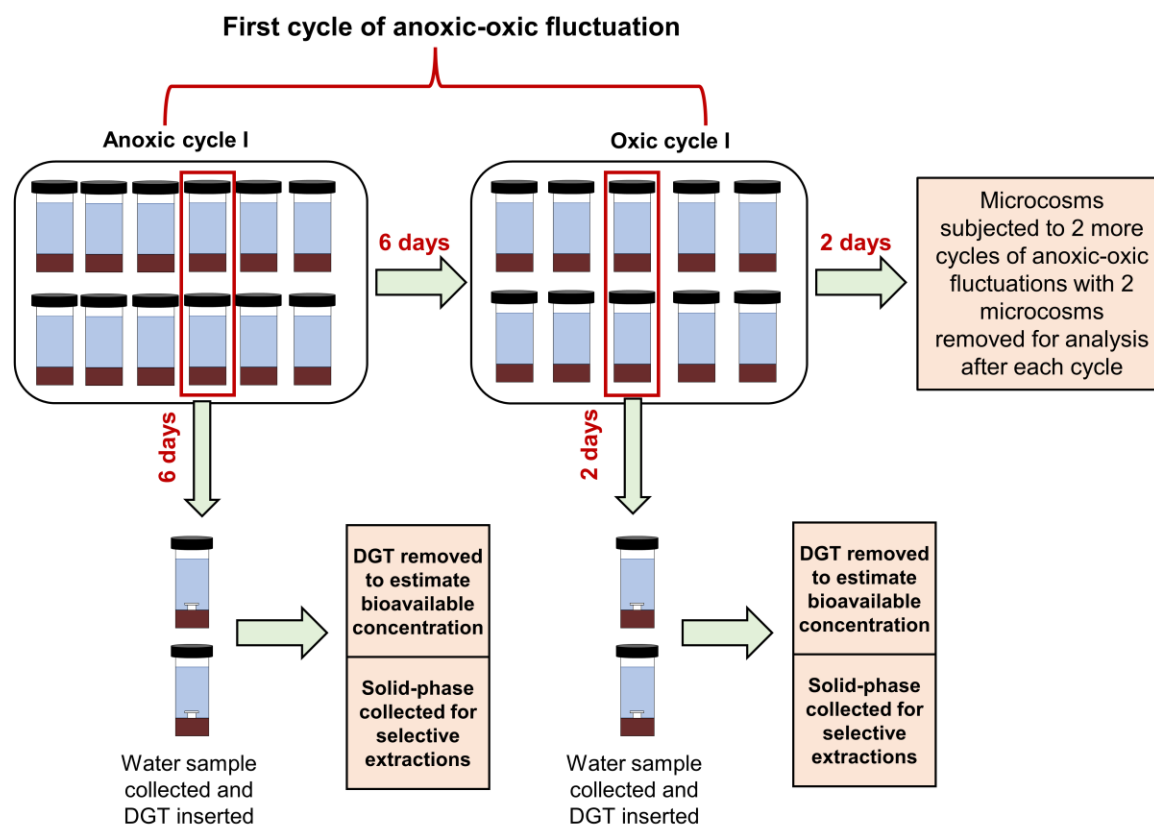 First cycle of anoxic-oxic fluctuation
Anoxic cycle I
Oxic cycle I
6 days
2 days
Microcosms
subjected to 2 more
cycles of anoxic-oxic
fluctuations with 2
microcosms
removed for analysis
after each cycle
6 days
2 days
DGT removed
to estimate
bioavailable
concentration
Solid-phase
collected for
selective
extractions
Water sample
collected and
DGT inserted
DGT removed
to estimate
bioavailable
concentration
Solid-phase
collected for
selective
extractions
Water sample
collected and
DGT inserted